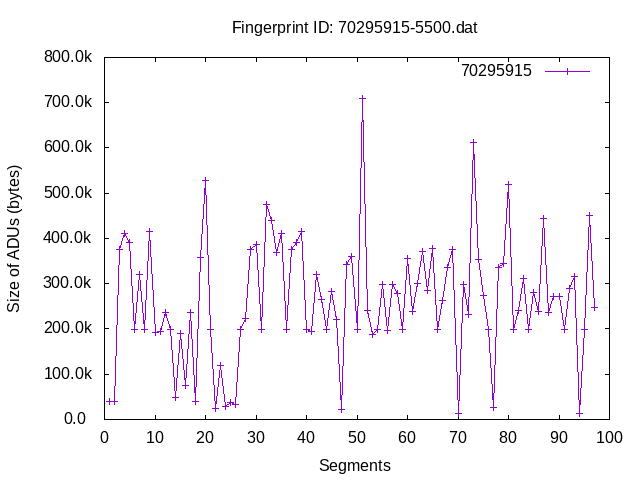 Fingerprint ID: 70295915-5500.dat
800.0k
70295915
700.0k
600.0k
500.0k
400.0k
300.0k
200.0k
100.0k
0.0
Size of ADUs (bytes)
0 10 20 30 40 50 60 70 80 90 100
Segments